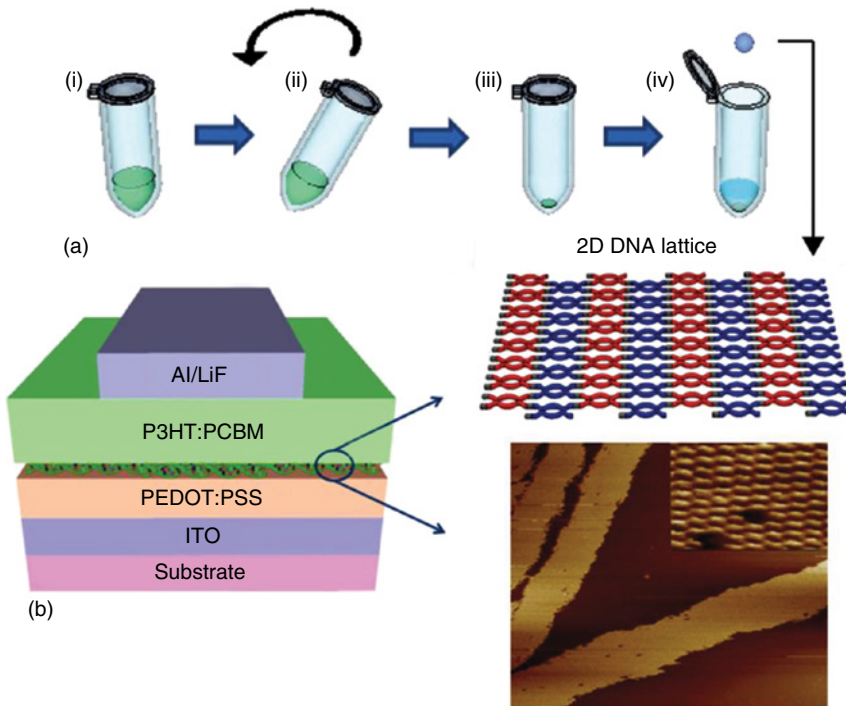 (i)
(ii)
(iii)
(iv)
(a)
2D DNA lattice
Al/LiF
P3HT:PCBM
PEDOT:PSS
ITO
Substrate
(b)